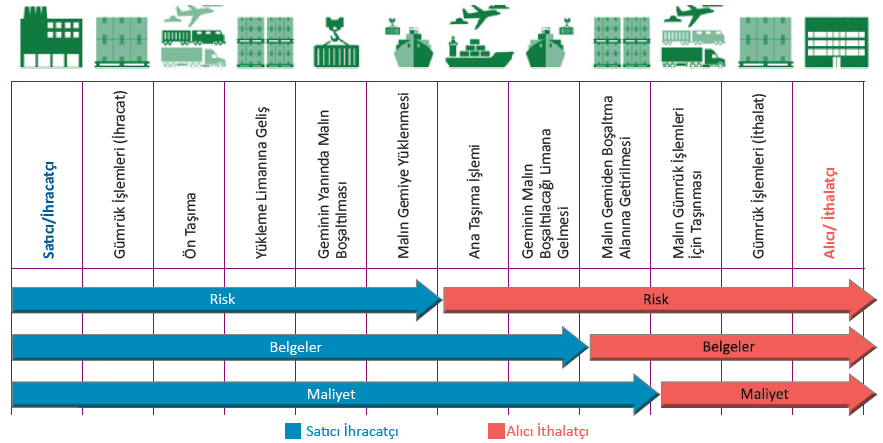 Satıcı/İhracatçı
Gümrük İşlemleri (İhracat)
Ön Taşıma
Yükleme Limanına Geliş
Geminin Yanında Malın
Boşaltılması
Malın Gemiye Yüklenmesi
Ana Taşıma İşlemi
Geminin Malın
Boşaltılacağı Limana
Gelmesi
Malın Gemiden Boşaltma
Alanına Getirilmesi
Malın Gümrük İşlemleri
İçin Taşınması
Gümrük İşlemleri (İthalat)
Alıcı/ İthalatçı
Risk
Risk
Belgeler
Belgeler
Maliyet
Maliyet
Satıcı İhracatçı
Alıcı İthalatçı